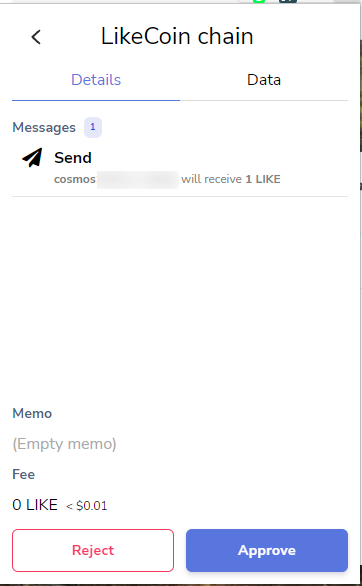 LikeCoin chain
Details Data
Messages 1
Send
cosmos will receive 1 LIKE
Memo
(Empty memo)
Fee
0 LIKE < $0.01
Reject Approve